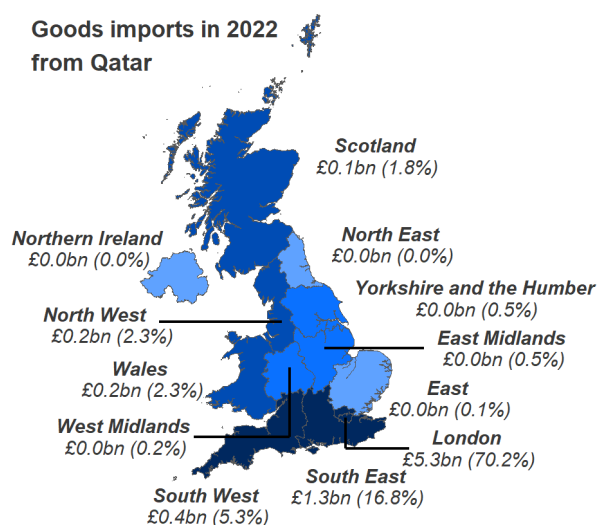 Goods imports in 2022
from Qatar
Scotland
£0.1bn (1.8%)
Northern Ireland
£0.0bn (0.0%)
North East
£0.0bn (0.0%)
Yorkshire and the Humber
£0.0bn (0.5%)
North West
£0.2bn (2.3%)
East Midlands
£0.0bn (0.5%)
Wales
£0.2bn (2.3%)
East
£0.0bn (0.1%)
West Midlands
£0.0bn (0.2%)
London
£5.3bn (70.2%)
South East
£1.3bn (16.8%)
South West
£0.4bn (5.3%)